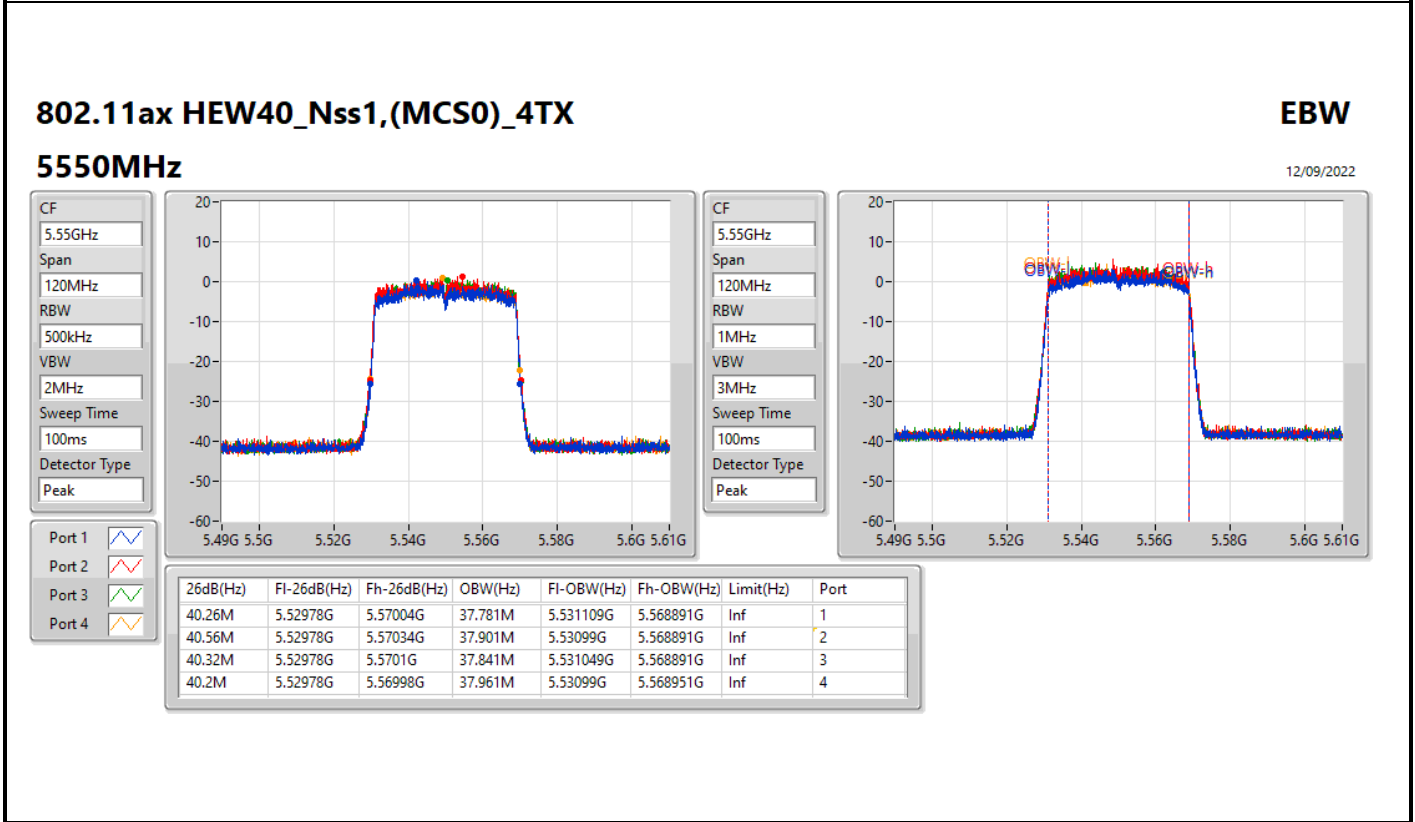 802.11ax HEW40_Nss1,(MCS0)_4TX
EBW
5550MHz
12/09/2022
CF
5.55GHz
Span
120MHz
RBW
500kHz
VBW
2MHz
Sweep Time
100ms
Detector Type
Peak
20
10
0
-10
-20
-30
-40
-50
-60
5.49G 5.5G 5.52G 5.54G 5.56G 5.58G 5.6G 5.61G
CF
5.55GHz
Span
120MHz
RBW
1MHz
VBW
3MHz
Sweep Time
100ms
Detector Type
Peak
20
10
0
-10
-20
-30
-40
-50
-60
OBW-l OBW-h
5.49G 5.5G 5.52G 5.54G 5.56G 5.58G 5.6G 5.61G
Port 1
Port 2
Port 3
Port 4
26dB(Hz) Fl-26dB(Hz) Fh-26dB(Hz) OBW(Hz) Fl-OBW(Hz) Fh-OBW(Hz) Limit(Hz) Port
40.26M 5.52978G 5.57004G 37.781M 5.531109G 5.568891G Inf 1
40.56M 5.52978G 5.57034G 37.901M 5.53099G 5.568891G Inf 2
40.32M 5.52978G 5.5701G 37.841M 5.531049G 5.568891G Inf 3
40.2M 5.52978G 5.56998G 37.961M 5.53099G 5.568951G Inf 4